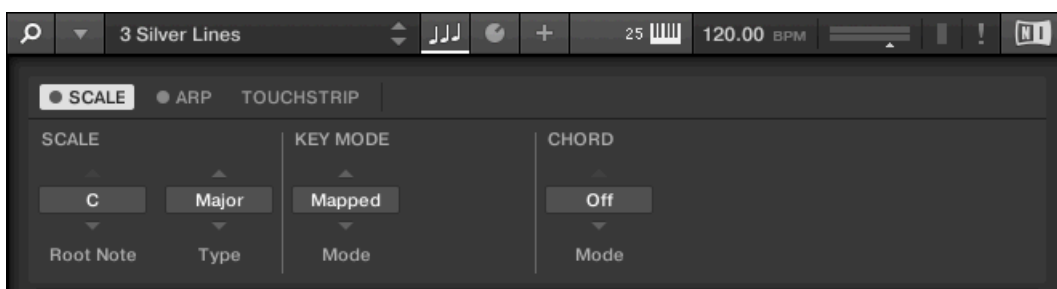 3 Silver Lines 25 120.00 BPM NI
SCALE ARP TOUCHSTRIP
SCALE KEY MODE CHORD
C Major Mapped Off
Root Note Type Mode Mode